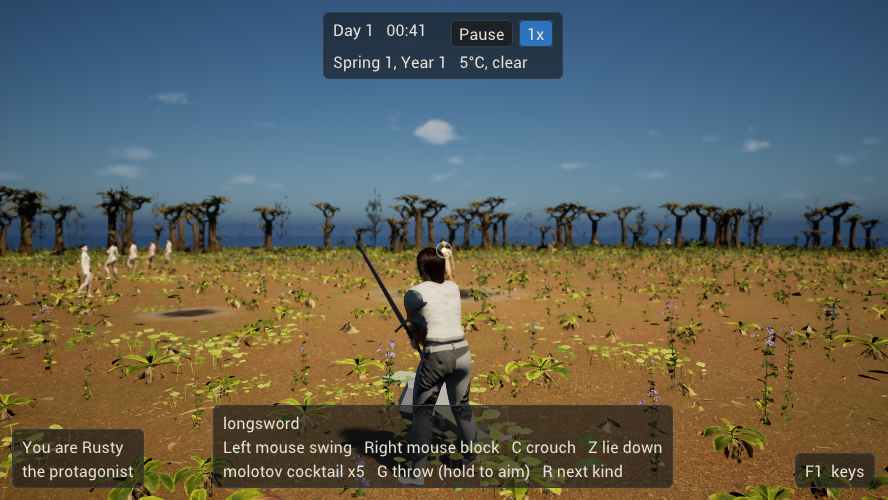 Day 1 00:41 Pause 1x
Spring 1, Year 1 5°C, clear
longsword
Left mouse swing Right mouse block C crouch Z lie down
molotov cocktail x5 G throw (hold to aim) R next kind
You are Rusty
the protagonist
F1 keys